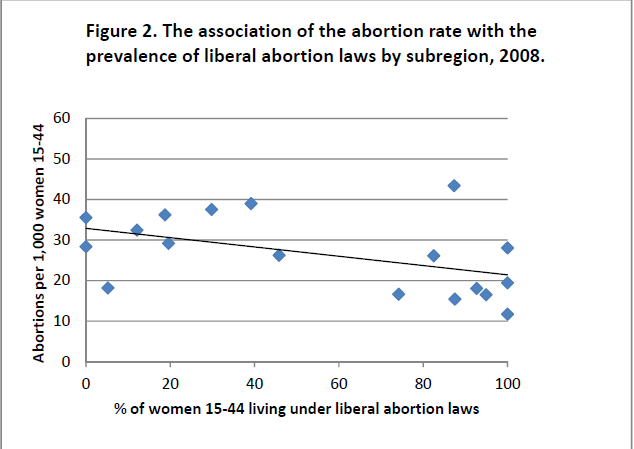 Figure 2. The association of the abortion rate with the
prevalence of liberal abortion laws by subregion, 2008.
Abortions per 1,000 women 15-44
60
50
40
30
20
10
0
0 20 40 60 80 100
% of women 15-44 living under liberal abortion laws